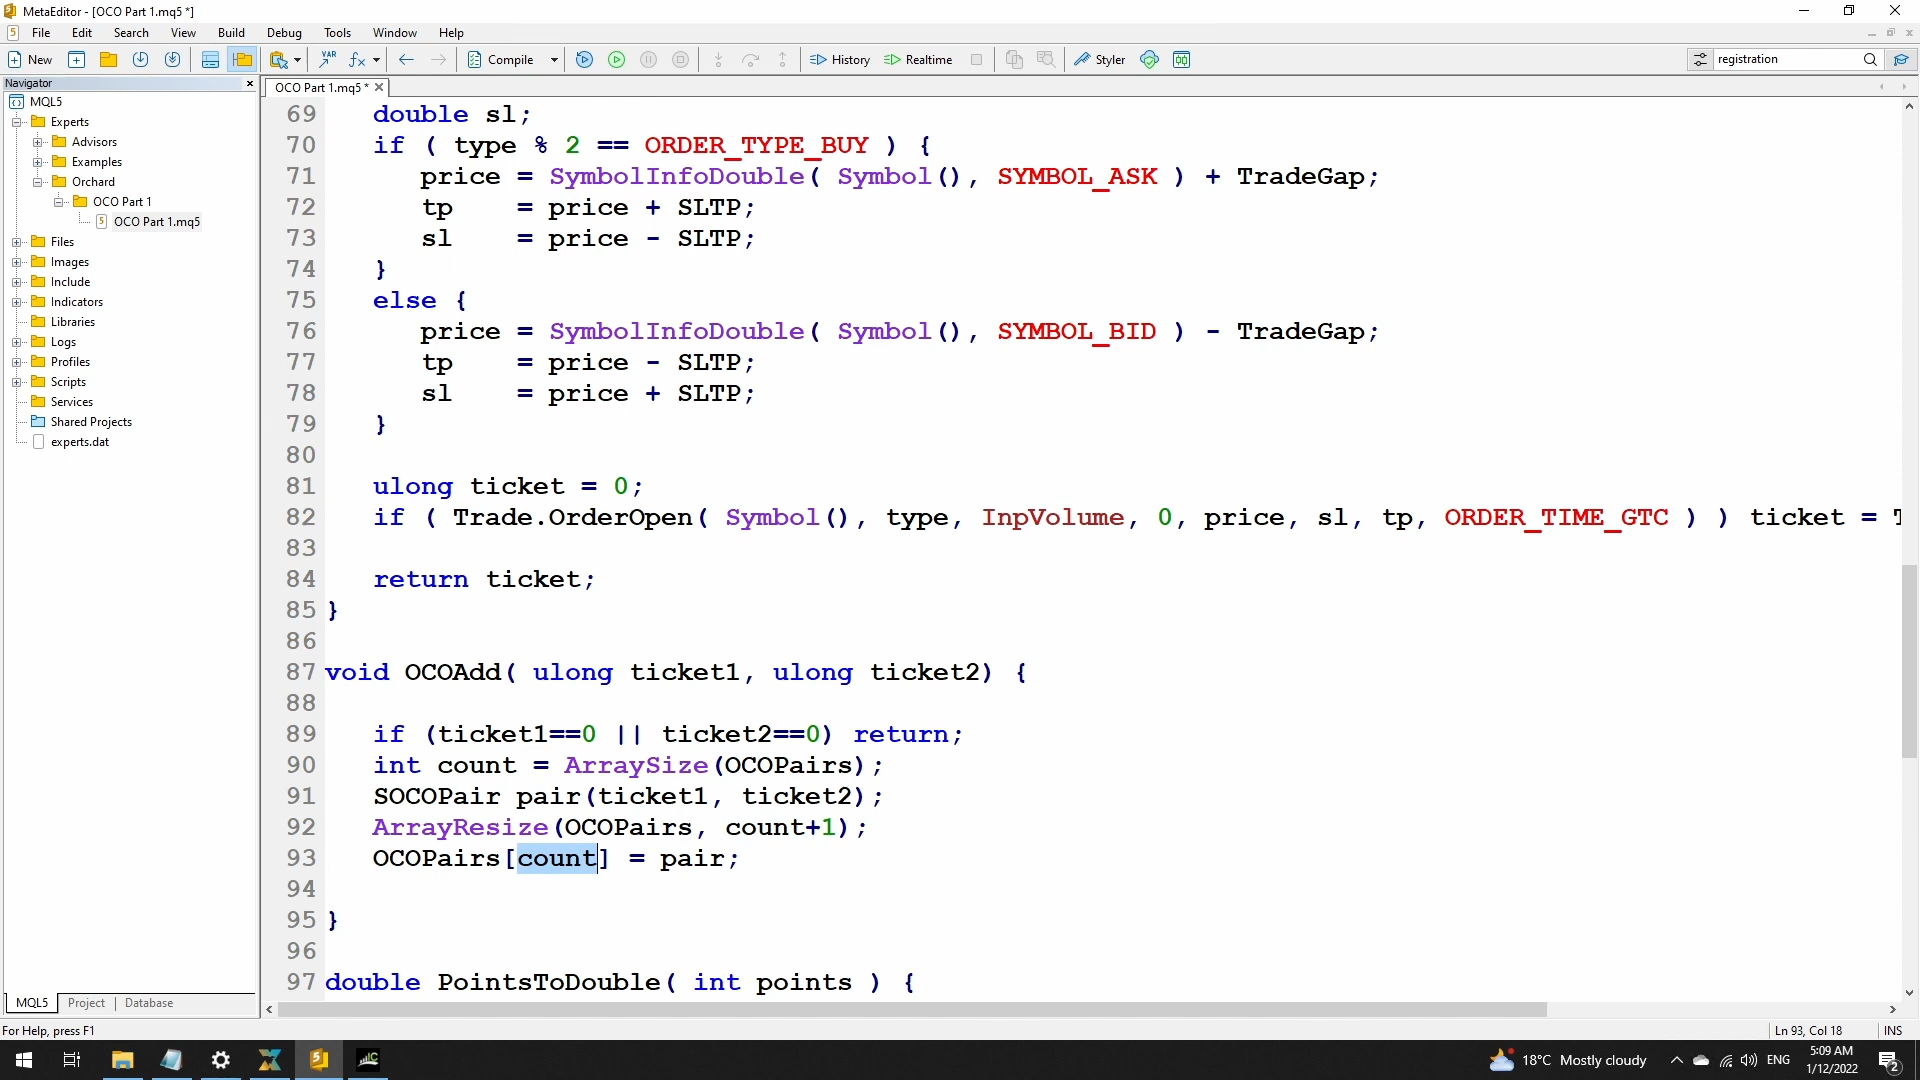 MetaEditor - [OCO Part 1.mq5 *]
File Edit Search View Build Debug Tools Window Help
New Compile History Realtime Styler registration
Navigator
OCO Part 1.mq5 *
MQL5
Experts
Advisors
Examples
Orchard
OCO Part 1
OCO Part 1.mq5
Files
Images
Include
Indicators
Libraries
Logs
Profiles
Scripts
Services
Shared Projects
experts.dat
69 double sl;
70 if ( type % 2 == ORDER_TYPE_BUY ) {
71 price = SymbolInfoDouble( Symbol(), SYMBOL_ASK ) + TradeGap;
72 tp = price + SLTP;
73 sl = price - SLTP;
74 }
75 else {
76 price = SymbolInfoDouble( Symbol(), SYMBOL_BID ) - TradeGap;
77 tp = price - SLTP;
78 sl = price + SLTP;
79 }
80
81 ulong ticket = 0;
82 if ( Trade.OrderOpen( Symbol(), type, InpVolume, 0, price, sl, tp, ORDER_TIME_GTC ) ) ticket =
83
84 return ticket;
85 }
86
87 void OCOAdd( ulong ticket1, ulong ticket2) {
88
89 if (ticket1==0 || ticket2==0) return;
90 int count = ArraySize(OCOPairs);
91 SOCOPair pair(ticket1, ticket2);
92 ArrayResize(OCOPairs, count+1);
93 OCOPairs[count] = pair;
94
95 }
96
97 double PointsToDouble( int points ) {
MQL5 Project Database
For Help, press F1
Ln 93, Col 18 INS
18°C Mostly cloudy
ENG
5:09 AM
1/12/2022
2